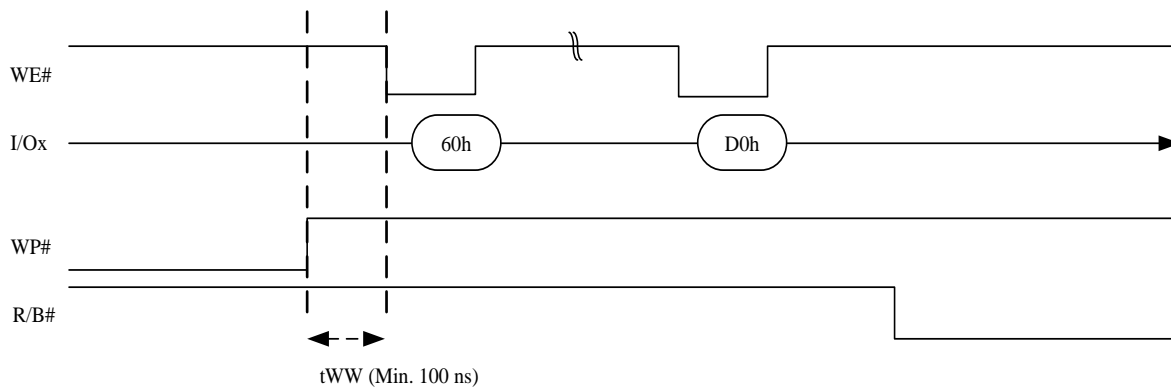 WE#
I/Ox
60h
D0h
WP#
R/B#
tWW (Min. 100 ns)